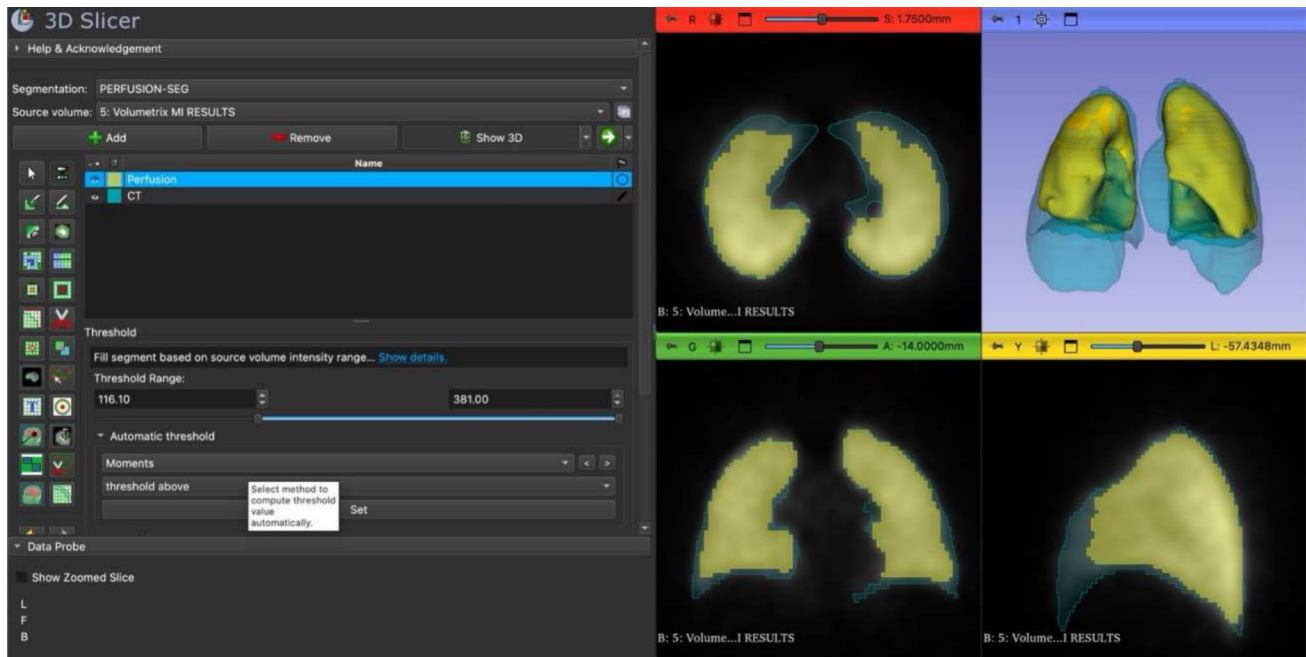 3D Slicer
Help & Acknowledgement
Segmentation: PERFUSION-SEG
Source volume: 5: Volumetrix MI RESULTS
Add Remove Show 3D
Name
Perfusion
CT
Threshold
Fill segment based on source volume intensity range... Show details.
Threshold Range:
116.10 381.00
Automatic threshold
Moments < >
threshold above
Set
Select method to
compute threshold
value
automatically.
Data Probe
Show Zoomed Slice
L
F
B
R S: 1.7500mm
B: 5: Volume...I RESULTS
1
G A: -14.0000mm
B: 5: Volume...I RESULTS
Y L: -57.4348mm
B: 5: Volume...I RESULTS